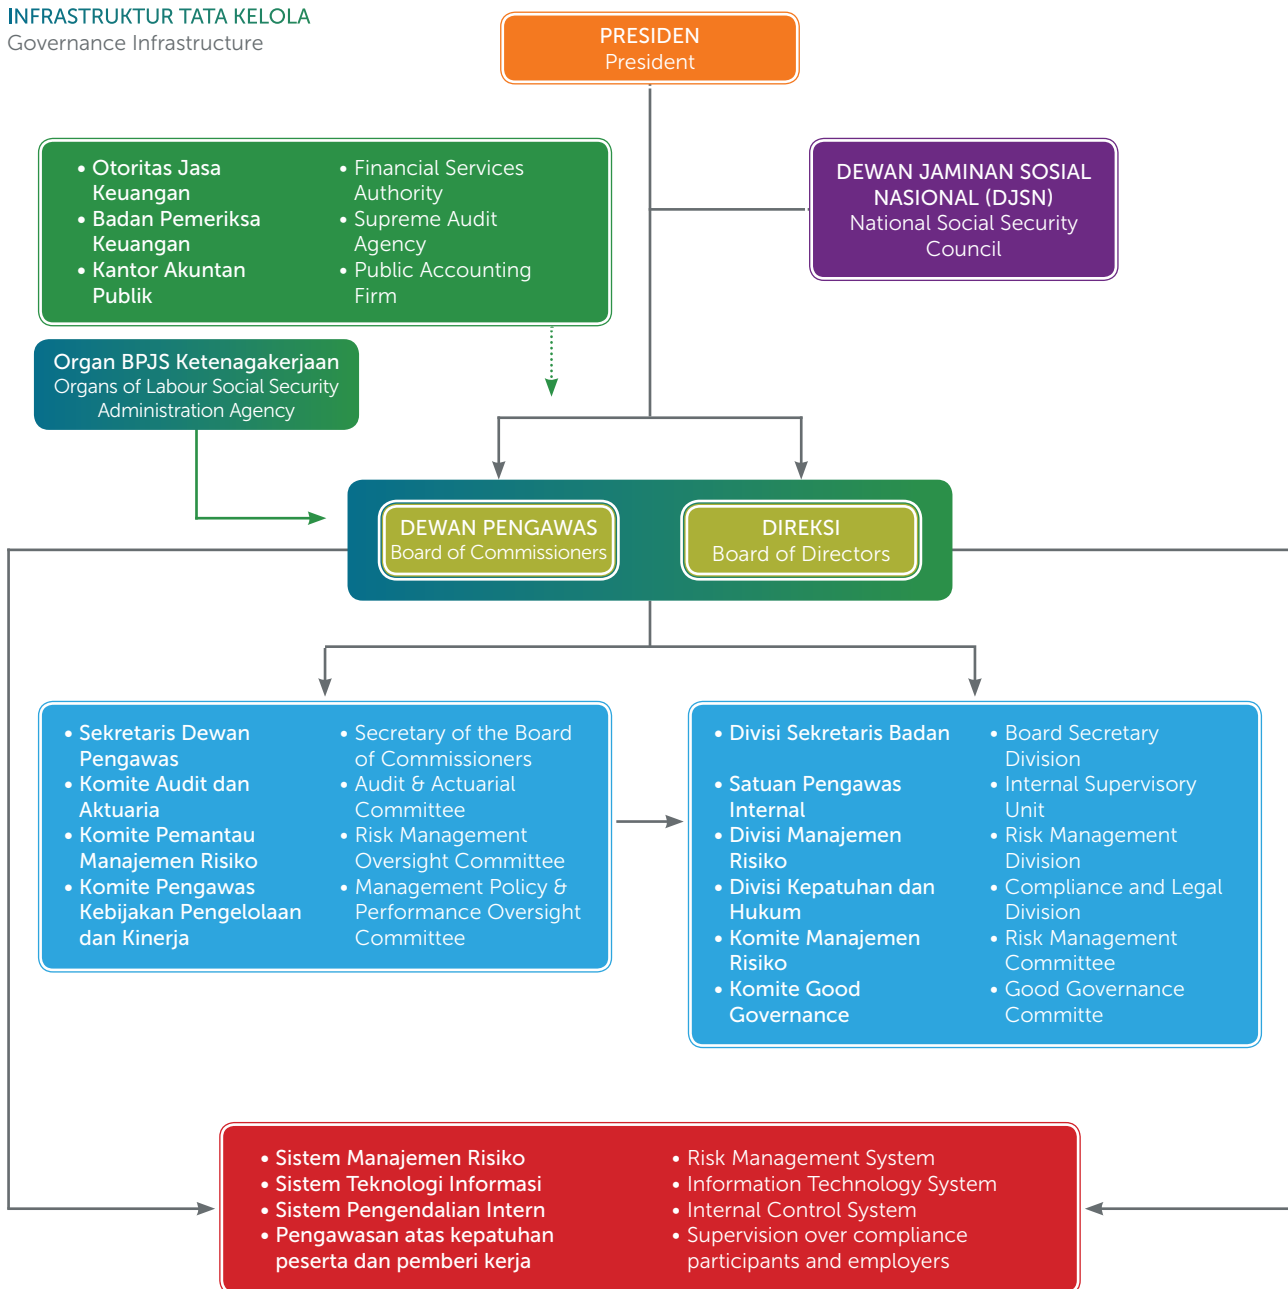 INFRASTRUKTUR TATA KELOLA
Governance Infrastructure
PRESIDEN
President
• Otoritas Jasa
Keuangan
• Badan Pemeriksa
Keuangan
• Kantor Akuntan
Publik
• Financial Services
Authority
• Supreme Audit
Agency
• Public Accounting
Firm
DEWAN JAMINAN SOSIAL
NASIONAL (DJSN)
National Social Security
Council
Organ BPJS Ketenagakerjaan
Organs of Labour Social Security
Administration Agency
DEWAN PENGAWAS
Board of Commissioners
DIREKSI
Board of Directors
• Sekretaris Dewan
Pengawas
• Komite Audit dan
Aktuaria
• Komite Pemantau
Manajemen Risiko
• Komite Pengawas
Kebijakan Pengelolaan
dan Kinerja
• Secretary of the Board
of Commissioners
• Audit & Actuarial
Committee
• Risk Management
Oversight Committee
• Management Policy &
Performance Oversight
Committee
• Divisi Sekretaris Badan
• Satuan Pengawas
Internal
• Divisi Manajemen
Risiko
• Divisi Kepatuhan dan
Hukum
• Komite Manajemen
Risiko
• Komite Good
Governance
• Board Secretary
Division
• Internal Supervisory
Unit
• Risk Management
Division
• Compliance and Legal
Division
• Risk Management
Committee
• Good Governance
Committe
• Sistem Manajemen Risiko
• Sistem Teknologi Informasi
• Sistem Pengendalian Intern
• Pengawasan atas kepatuhan
peserta dan pemberi kerja
• Risk Management System
• Information Technology System
• Internal Control System
• Supervision over compliance
participants and employers